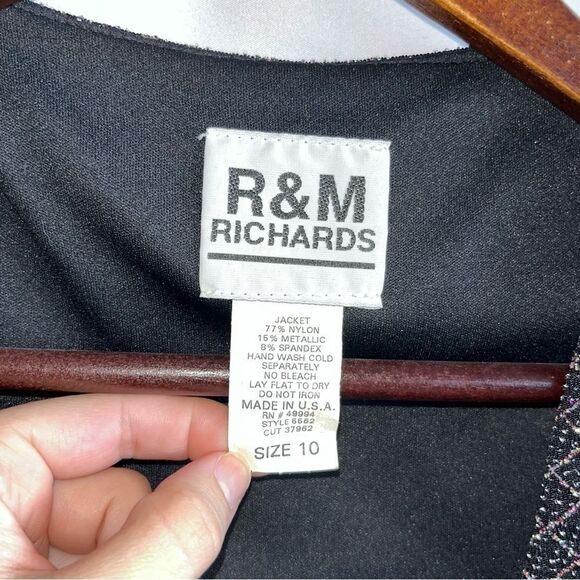 R&M
RICHARDS
JACKET
77% NYLON
15% METALLIC
8% SPANDEX
HAND WASH COLD
SEPARATELY
NO BLEACH
LAY FLAT TO DRY
DO NOT IRON
MADE IN U.S.A.
RN # 49994
STYLE 6662
CUT 37962
SIZE 10